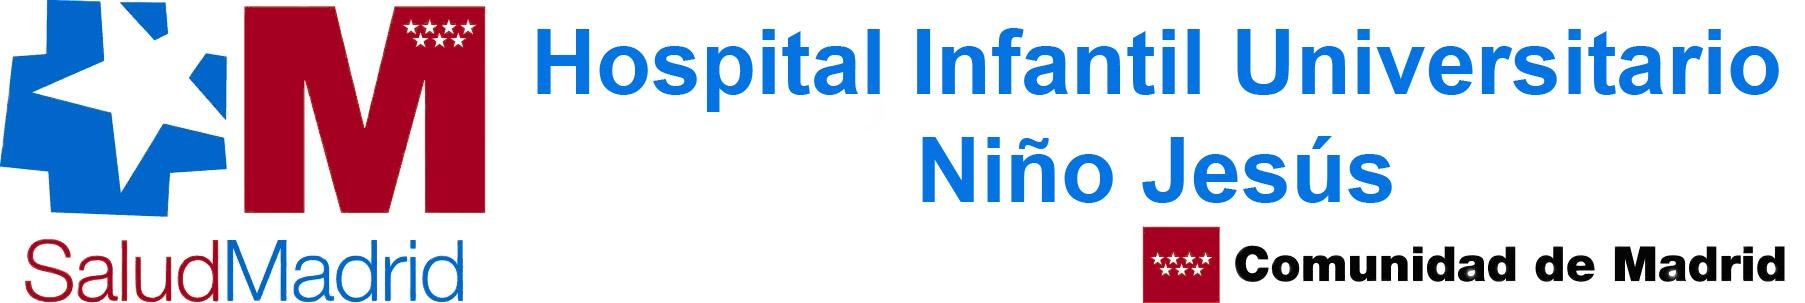 M
SaludMadrid
Hospital Infantil Universitario
Niño Jesús
Comunidad de Madrid